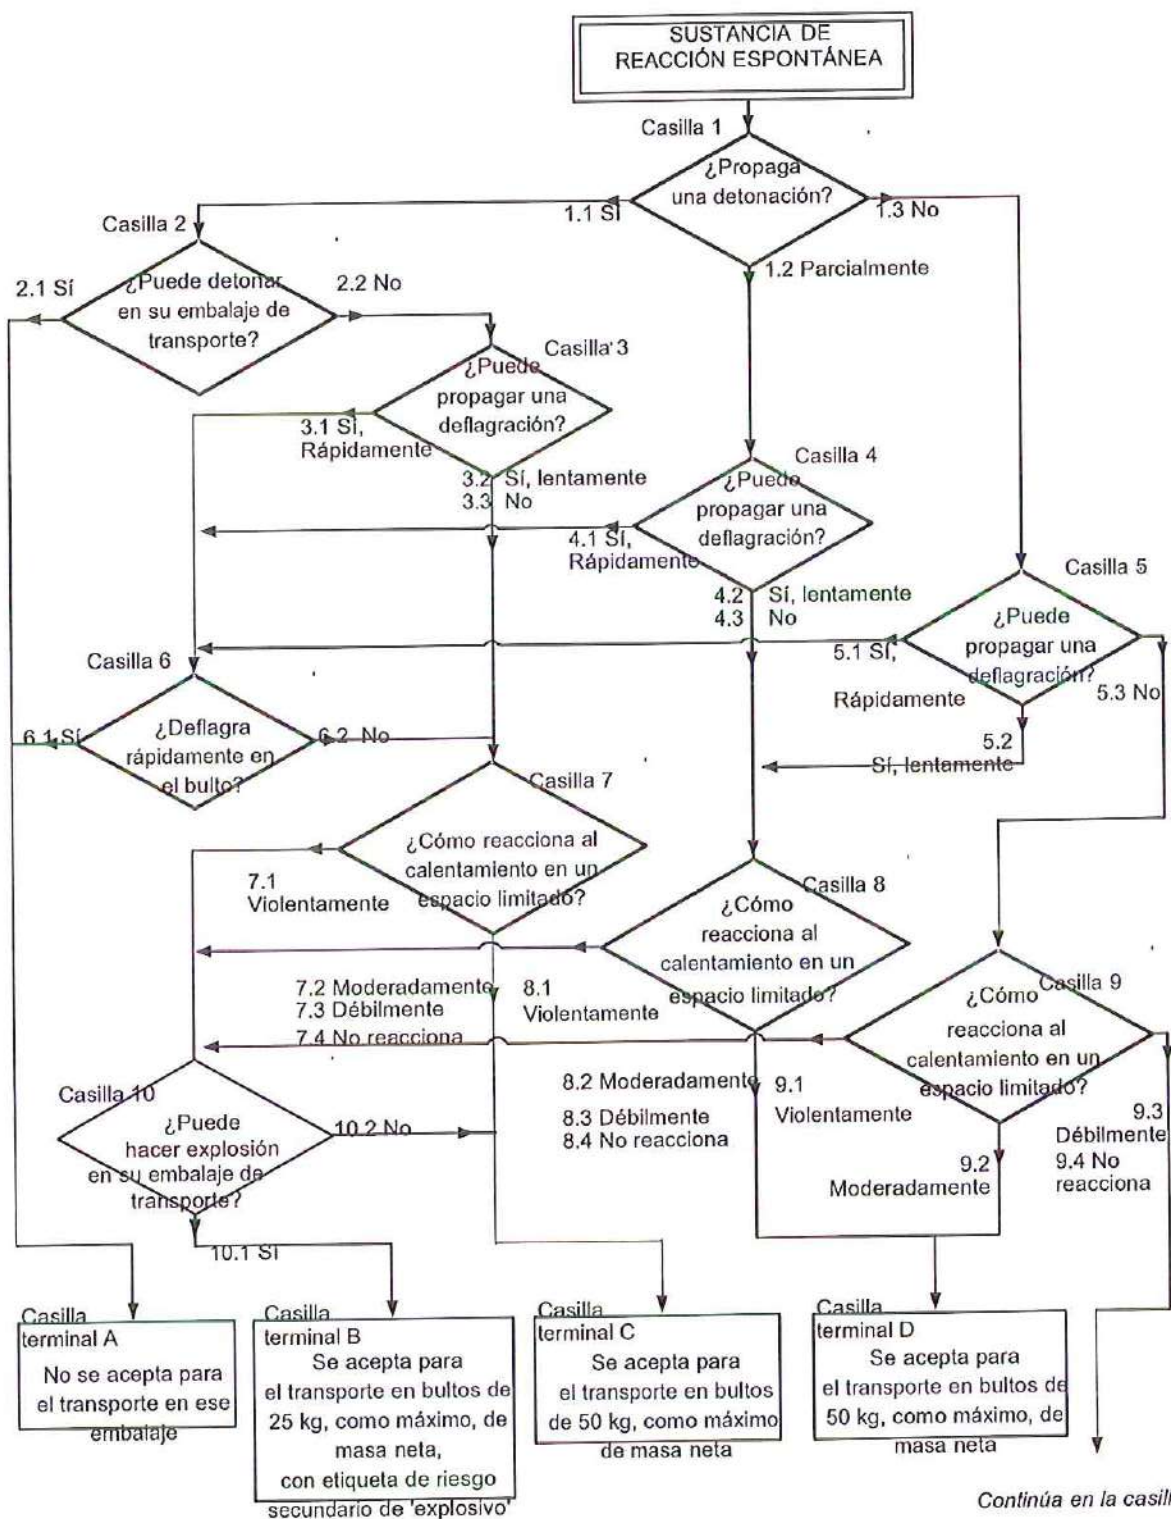 SUSTANCIA DE
REACCIÓN ESPONTÁNEA
Casilla 1
¿Propaga
una detonación?
1.1 Sí
1.3 No
1.2 Parcialmente
Casilla 2
2.1 Sí
¿Puede detonar
en su embalaje de
transporte?
2.2 No
Casilla 3
¿Puede
propagar una
deflagración?
3.1 Sí,
Rápidamente
3.2 Sí, lentamente
3.3 No
Casilla 4
¿Puede
propagar una
deflagración?
4.1 Sí,
Rápidamente
4.2 Sí, lentamente
4.3 No
Casilla 5
¿Puede
propagar una
deflagración?
5.1 Sí,
Rápidamente
5.3 No
5.2
Sí, lentamente
Casilla 6
6.1 Sí
¿Deflagra
rápidamente en
el bulto?
6.2 No
Casilla 7
¿Cómo reacciona al
calentamiento en un
espacio limitado?
7.1
Violentamente
7.2 Moderadamente
7.3 Débilmente
7.4 No reacciona
Casilla 8
¿Cómo
reacciona al
calentamiento en un
espacio limitado?
8.1
Violentamente
8.2 Moderadamente
8.3 Débilmente
8.4 No reacciona
Casilla 9
¿Cómo
reacciona al
calentamiento en un
espacio limitado?
9.1
Violentamente
9.2
Moderadamente
9.3
Débilmente
9.4 No
reacciona
Casilla 10
¿Puede
hacer explosión
en su embalaje de
transporte?
10.2 No
10.1 Sí
Casilla
terminal A
No se acepta para
el transporte en ese
embalaje
Casilla
terminal B
Se acepta para
el transporte en bultos de
25 kg, como máximo, de
masa neta,
con etiqueta de riesgo
secundario de 'explosivo'
Casilla
terminal C
Se acepta para
el transporte en bultos
de 50 kg, como máximo
de masa neta
Casilla
terminal D
Se acepta para
el transporte en bultos de
50 kg, como máximo, de
masa neta
Continúa en la casill